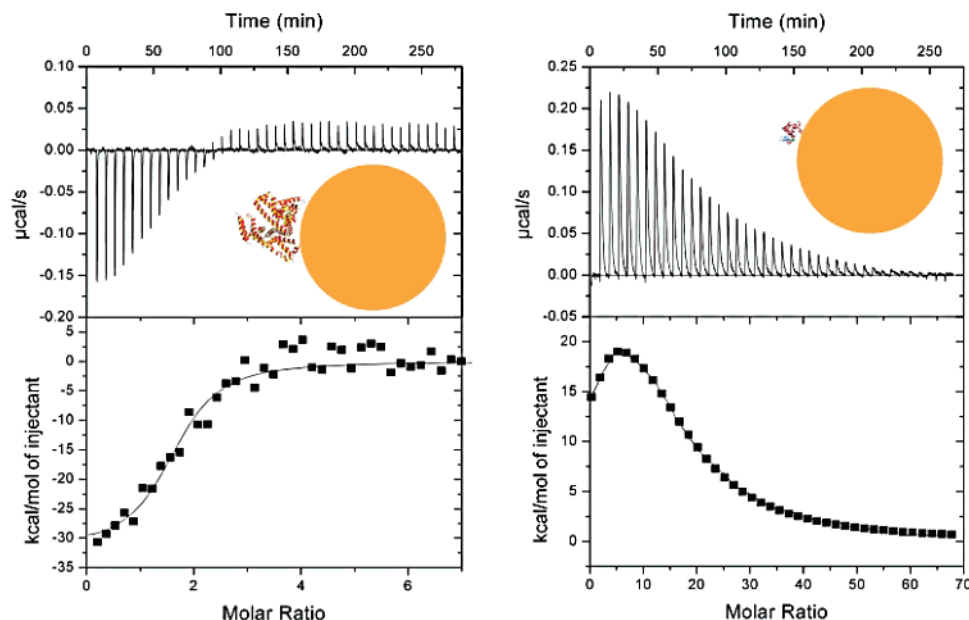 Time (min)
0 50 100 150 200 250
0.10
0.05
0.00
-0.05
-0.10
-0.15
-0.20
µcal/s
5
0
-5
-10
-15
-20
-25
-30
-35
kcal/mol of injectant
0 2 4 6
Molar Ratio
Time (min)
0 50 100 150 200 250
0.25
0.20
0.15
0.10
0.05
0.00
-0.05
µcal/s
20
15
10
5
0
kcal/mol of injectant
0 10 20 30 40 50 60 70
Molar Ratio